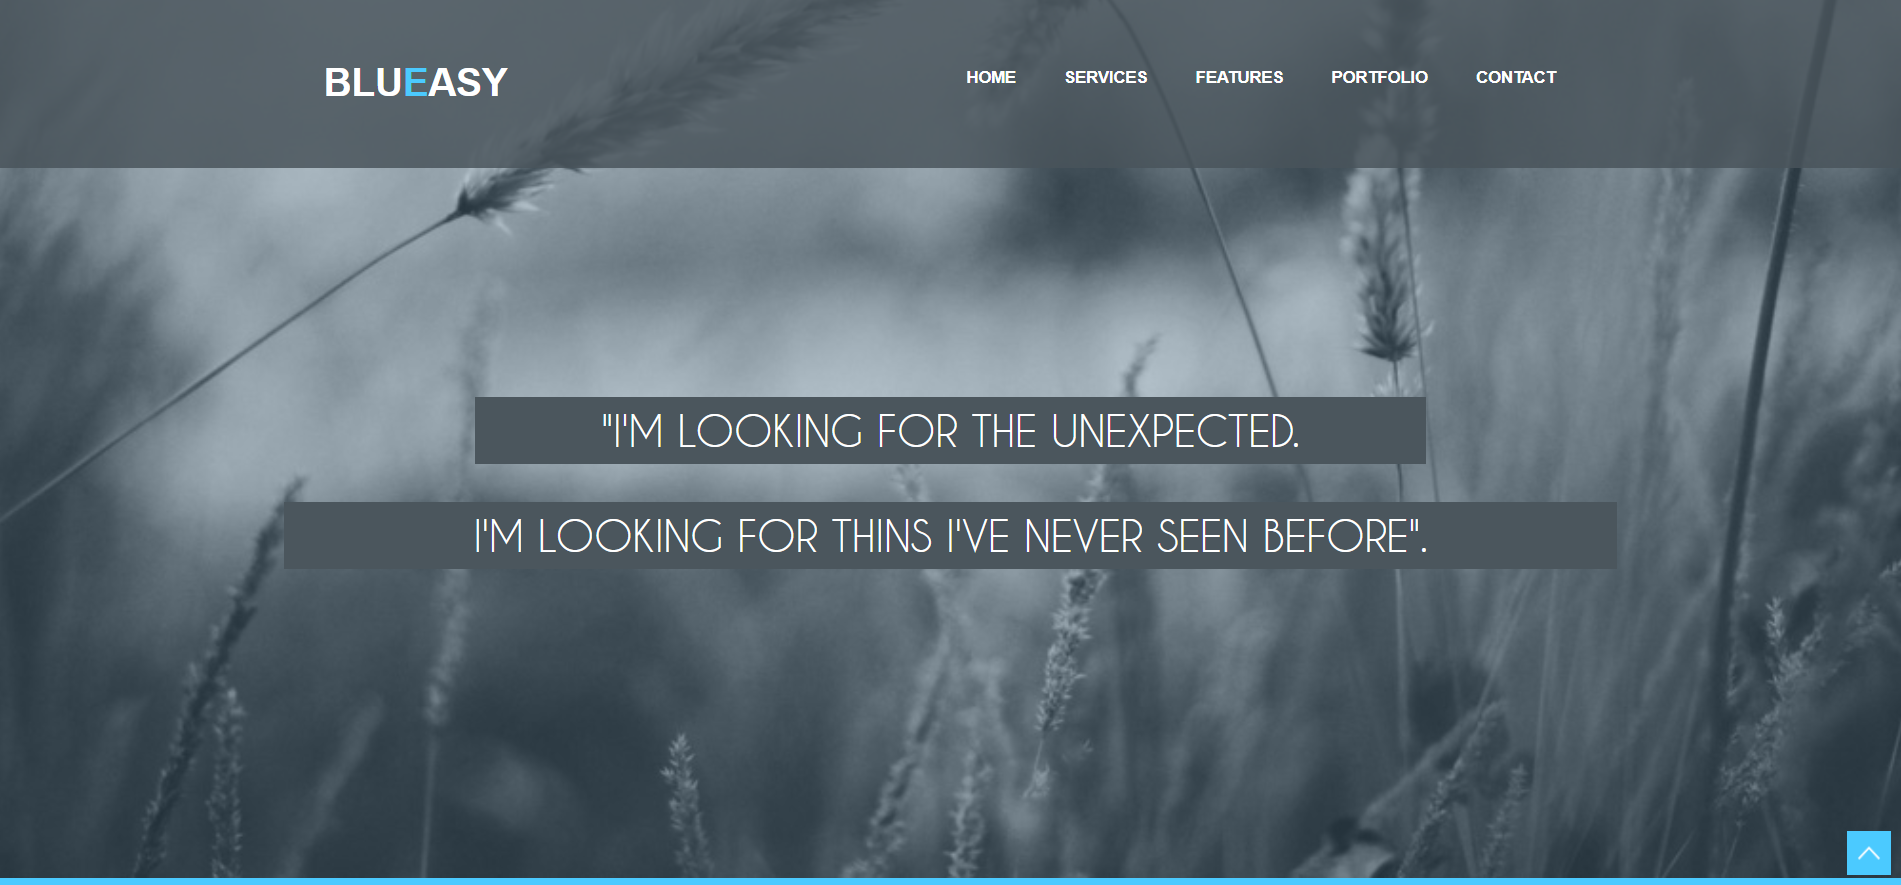 BLUEASY
HOME SERVICES FEATURES PORTFOLIO CONTACT
"I'M LOOKING FOR THE UNEXPECTED.
I'M LOOKING FOR THINS I'VE NEVER SEEN BEFORE".